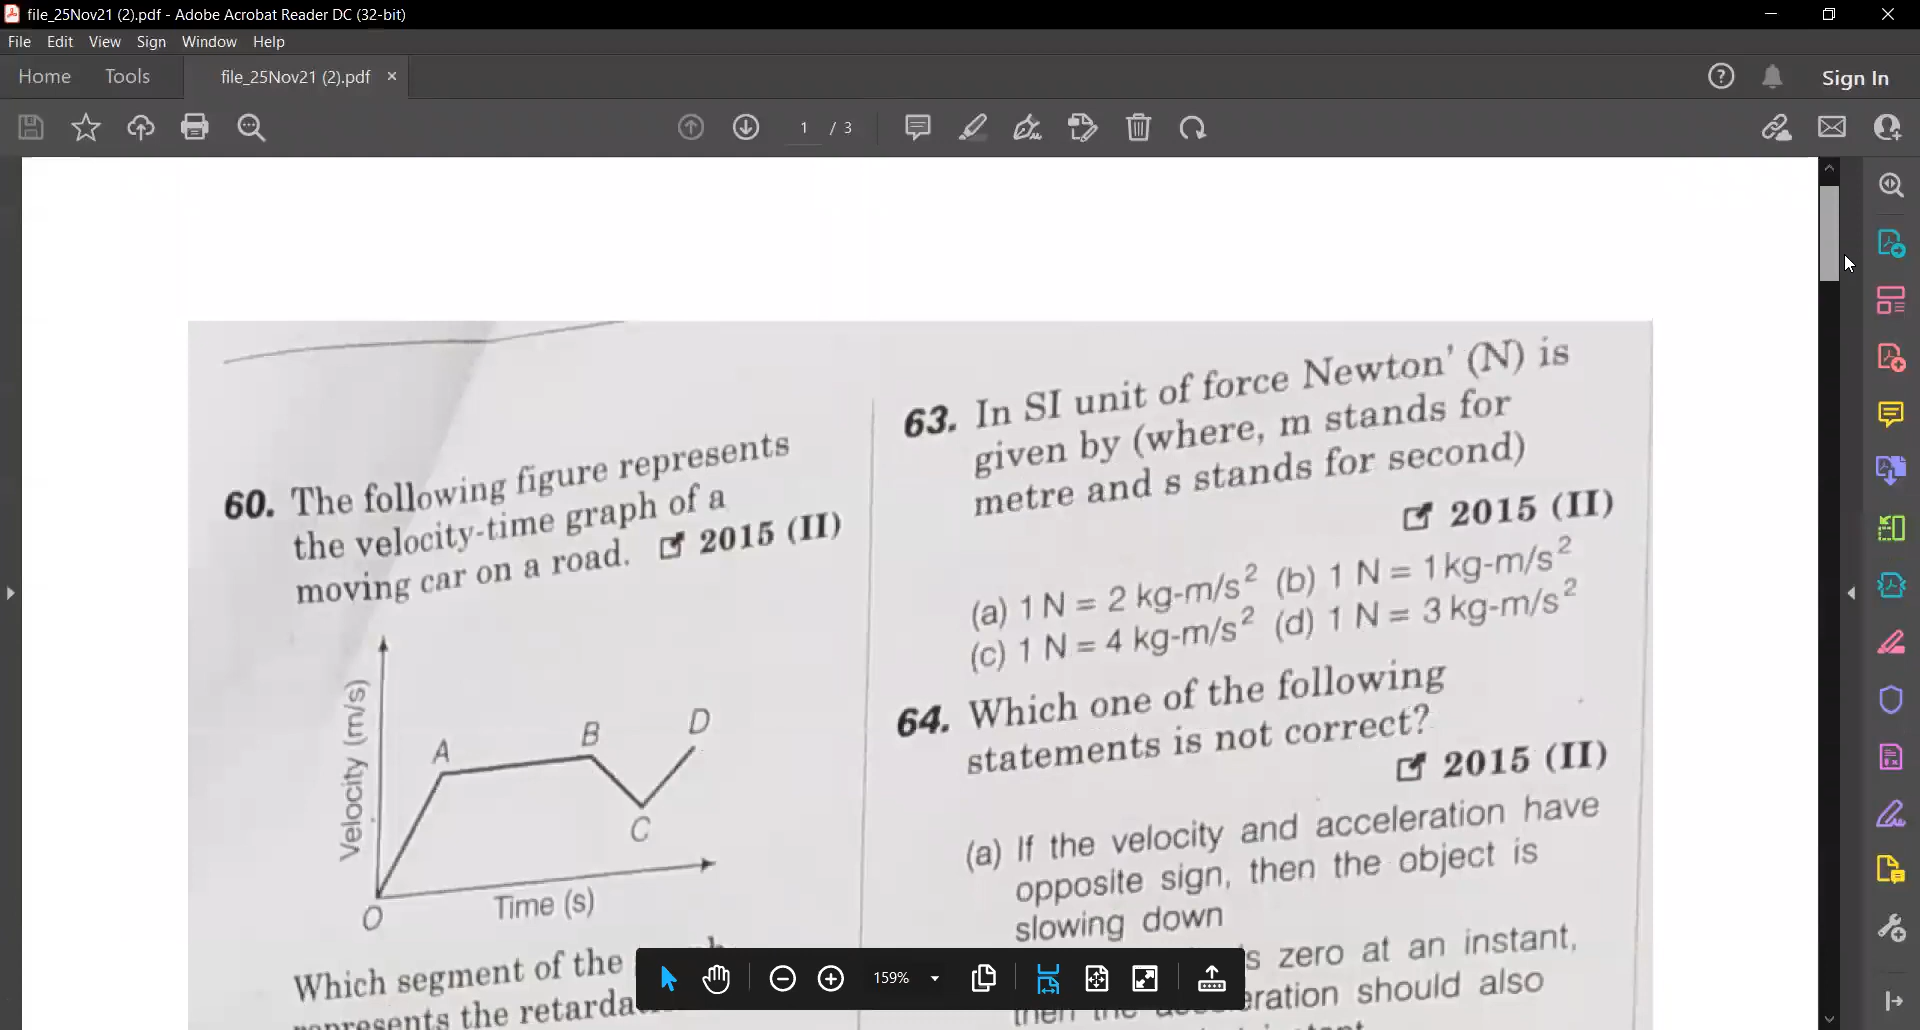 file_25Nov21 (2).pdf - Adobe Acrobat Reader DC (32-bit)
File Edit View Sign Window Help
Home Tools file_25Nov21 (2).pdf × Sign In
1 / 3
60. The following figure represents
the velocity-time graph of a
moving car on a road. 2015 (II)
Velocity (m/s)
A
B
D
C
O
Time (s)
Which segment of the
represents the
63. In SI unit of force Newton' (N) is
given by (where, m stands for
metre and s stands for second)
2015 (II)
(a) 1 N = 2 kg-m/s² (b) 1 N = 1 kg-m/s²
(c) 1 N = 4 kg-m/s² (d) 1 N = 3 kg-m/s²
64. Which one of the following
statements is not correct?
2015 (II)
(a) If the velocity and acceleration have
opposite sign, then the object is
slowing down
zero at an instant,
should also
159%